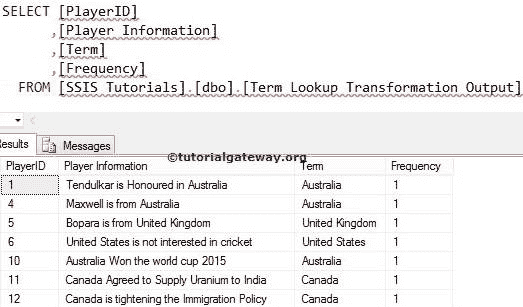 SELECT [PlayerID]
,[Player Information]
,[Term]
,[Frequency]
FROM [SSIS Tutorials].[dbo].[Term Lookup Transformation Output]
Results Messages
©tutorialgateway.org
PlayerID Player Information Term Frequency
1 Tendulkar is Honoured in Australia Australia 1
4 Maxwell is from Australia Australia 1
5 Bopara is from United Kingdom United Kingdom 1
6 United States is not interested in cricket United States 1
10 Australia Won the world cup 2015 Australia 1
11 Canada Agreed to Supply Uranium to India Canada 1
12 Canada is tightening the Immigration Policy Canada 1